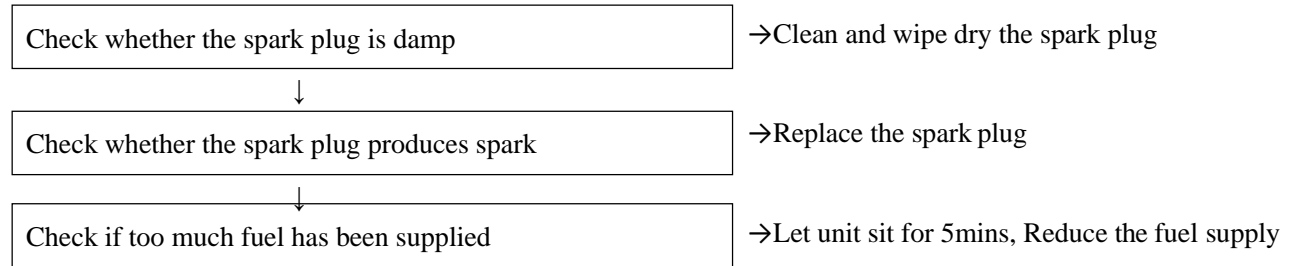 Check whether the spark plug is damp →Clean and wipe dry the spark plug
↓
Check whether the spark plug produces spark →Replace the spark plug
↓
Check if too much fuel has been supplied →Let unit sit for 5mins, Reduce the fuel supply